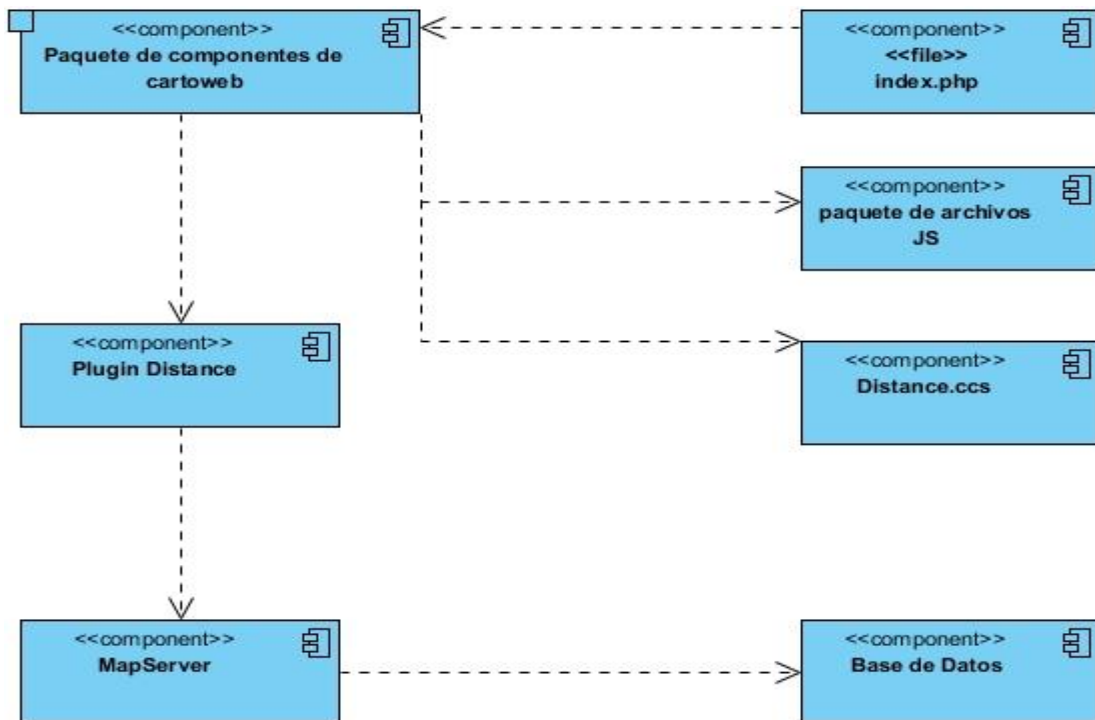 <<component>>
Paquete de componentes de
cartoweb
<<component>>
<<file>>
index.php
<<component>>
paquete de archivos
JS
<<component>>
Plugin Distance
<<component>>
Distance.ccs
<<component>>
MapServer
<<component>>
Base de Datos